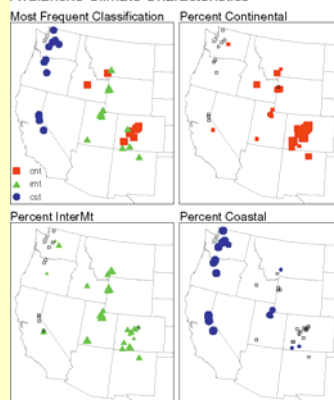 Most Frequent Classification
Percent Continental
cnt
imt
cst
Percent InterMt
Percent Coastal